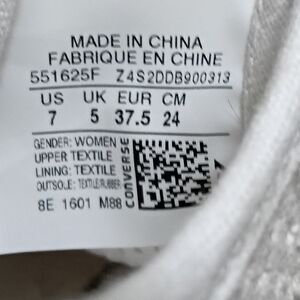 MADE IN CHINA
FABRIQUE EN CHINE
551625F Z4S2DDB900313
US UK EUR CM
7 5 37.5 24
GENDER: WOMEN
UPPER TEXTILE
LINING: TEXTILE
OUTSOLE: TEXTILE/RUBBER
8E 1601 M88
CONVERSE